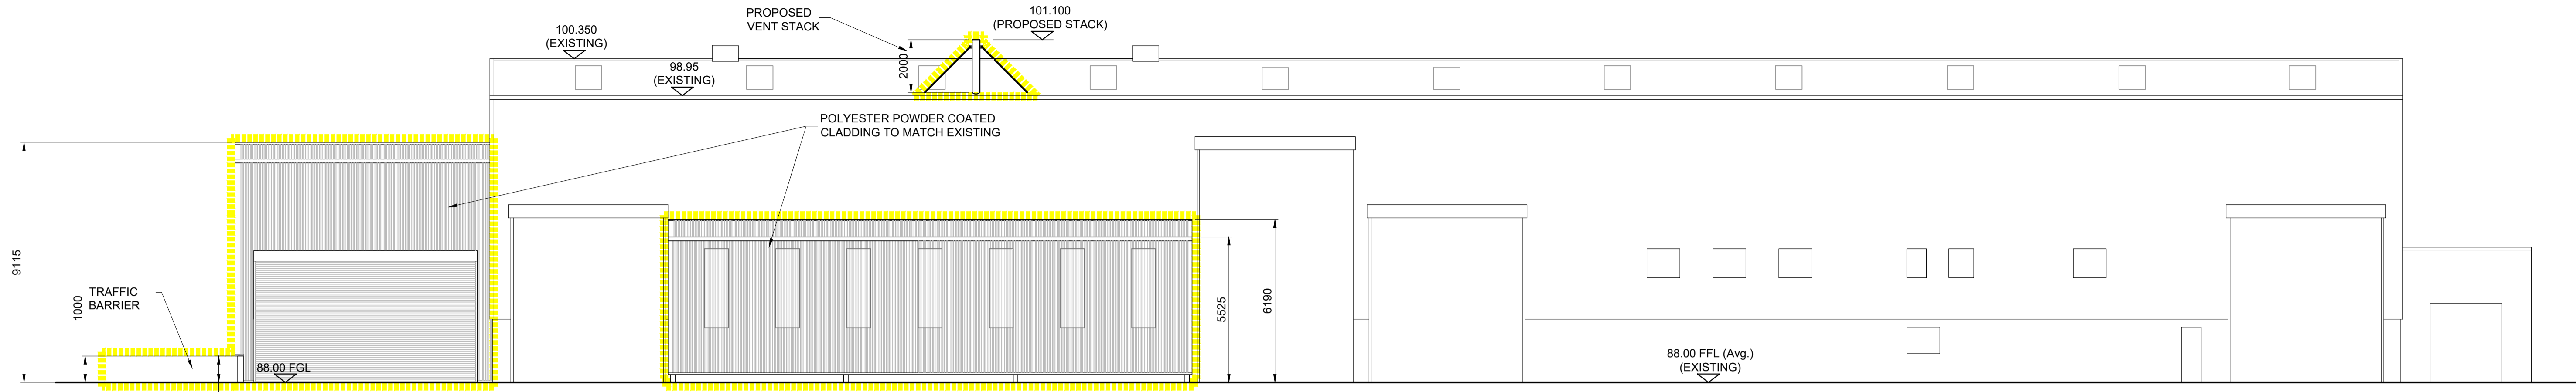 PROPOSED
VENT STACK
101.100
(PROPOSED STACK)
100.350
(EXISTING)
98.95
(EXISTING)
2000
POLYESTER POWDER COATED
CLADDING TO MATCH EXISTING
9115
1000
TRAFFIC
BARRIER
88.00 FGL
5525
6190
88.00 FFL (Avg.)
(EXISTING)